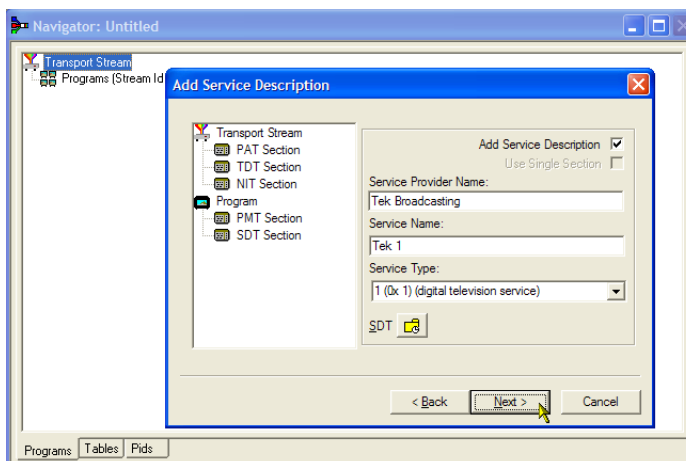 Navigator: Untitled
Transport Stream
Programs (Stream Id
Add Service Description
Transport Stream
PAT Section
TDT Section
NIT Section
Program
PMT Section
SDT Section
Add Service Description
Use Single Section
Service Provider Name:
Tek Broadcasting
Service Name:
Tek 1
Service Type:
1 (0x 1) (digital television service)
SDT
< Back
Next >
Cancel
Programs
Tables
Pids